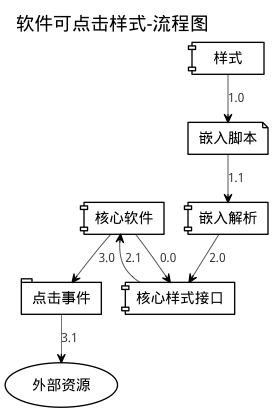 软件可点击样式-流程图
样式
1.0
嵌入脚本
1.1
核心软件
嵌入解析
3.0
2.1
0.0
2.0
点击事件
核心样式接口
3.1
外部资源